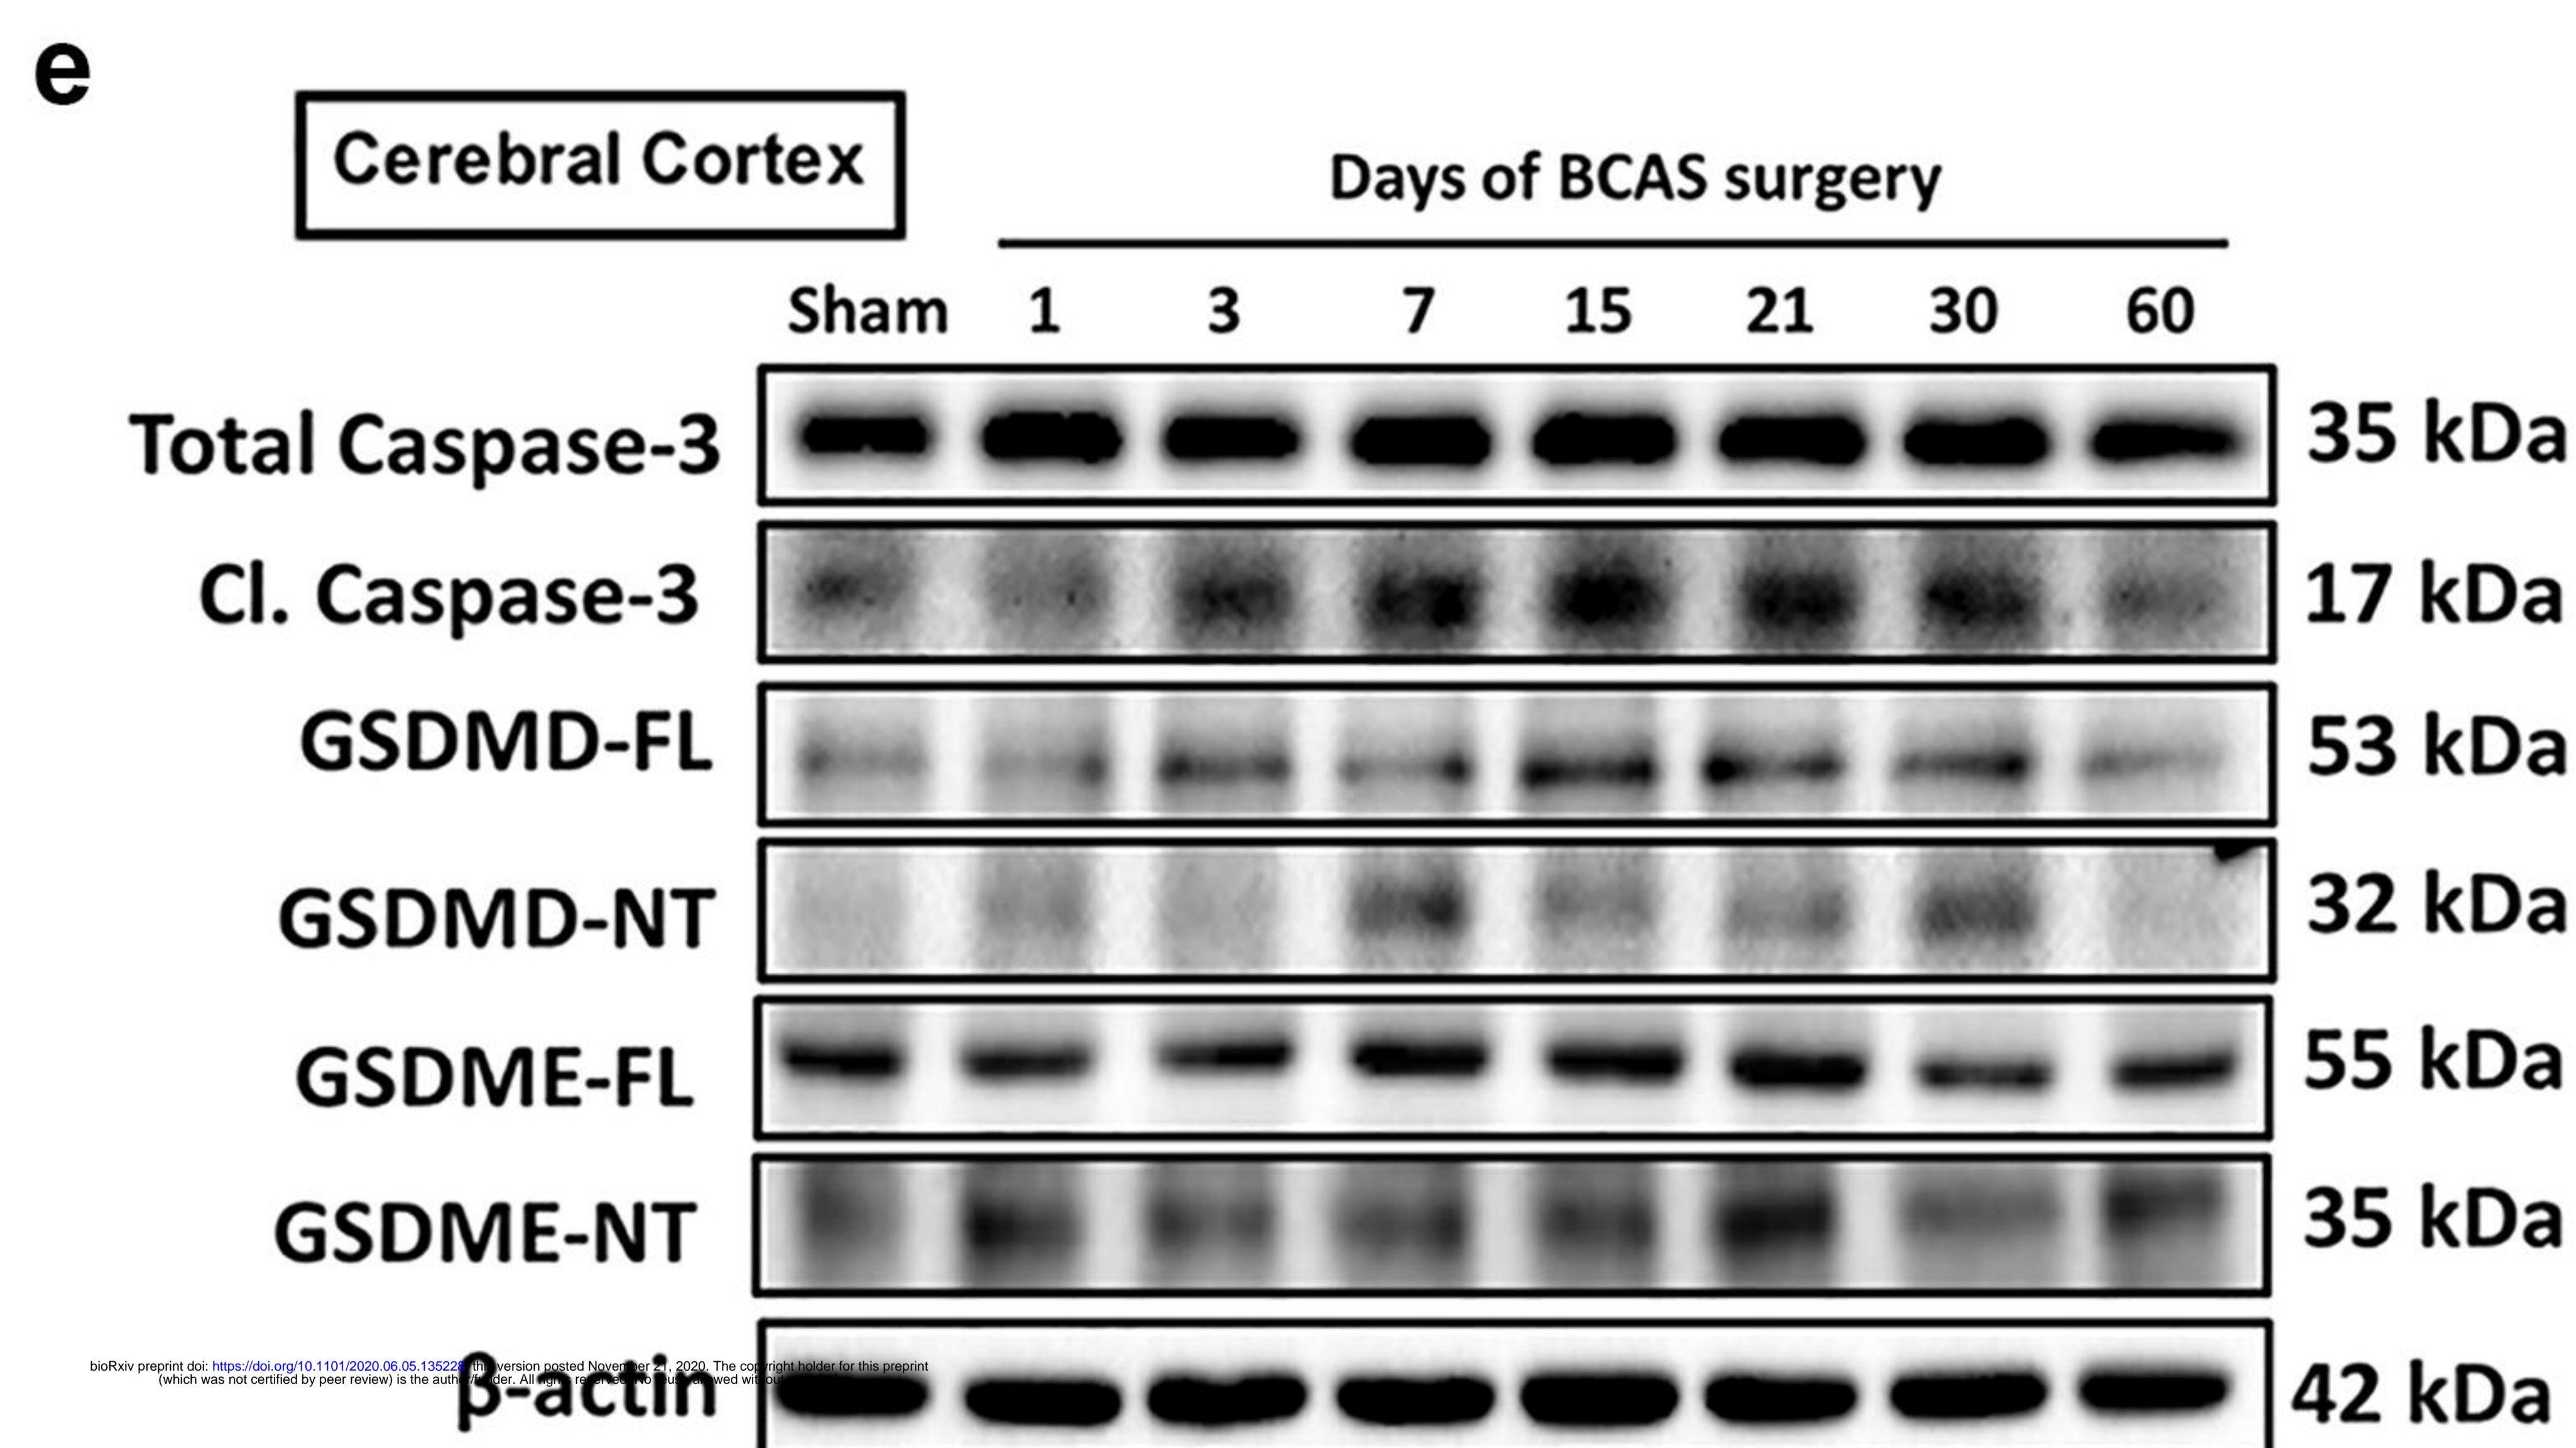 e
Cerebral Cortex
Days of BCAS surgery
Sham 1 3 7 15 21 30 60
Total Caspase-3 35 kDa
Cl. Caspase-3 17 kDa
GSDMD-FL 53 kDa
GSDMD-NT 32 kDa
GSDME-FL 55 kDa
GSDME-NT 35 kDa
β-actin 42 kDa
bioRxiv preprint doi: https://doi.org/10.1101/2020.06.05.135228; this version posted November 21, 2020. The copyright holder for this preprint
(which was not certified by peer review) is the author/funder. All rights reserved. No reuse allowed without